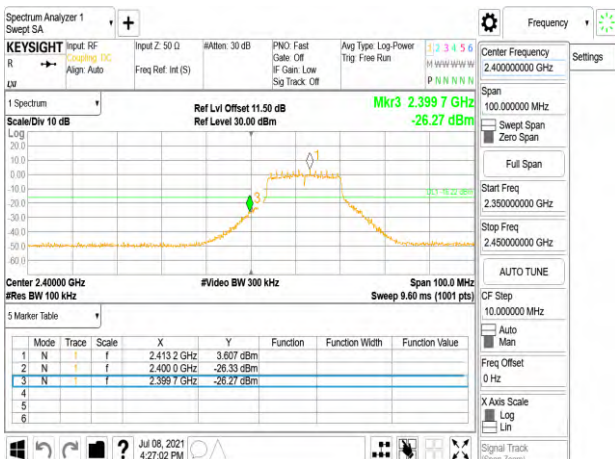 Spectrum Analyzer 1
Swept SA
Frequency
KEYSIGHT
R
Input: RF
Coupling: DC
Align: Auto
Input Z: 50 Ω
Freq Ref: Int (S)
#Atten: 30 dB
PNO: Fast
Gate: Off
IF Gain: Low
Sig Track: Off
Avg Type: Log-Power
Trig: Free Run
1 2 3 4 5 6
M W W W W W
P N N N N N
1 Spectrum
Scale/Div 10 dB
Ref Lvl Offset 11.50 dB
Ref Level 30.00 dBm
Mkr3 2.399 7 GHz
-26.27 dBm
Log
20.0
10.0
0.00
-10.0
-20.0
-30.0
-40.0
-50.0
-60.0
1
3
Center 2.40000 GHz
#Res BW 100 kHz
#Video BW 300 kHz
Span 100.0 MHz
Sweep 9.60 ms (1001 pts)
5 Marker Table
Mode Trace Scale X Y Function Function Width Function Value
1 N 1 f 2.413 2 GHz 3.607 dBm
2 N 1 f 2.400 0 GHz -26.33 dBm
3 N 1 f 2.399 7 GHz -26.27 dBm
4
5
6
Jul 08, 2021
4:27:02 PM
Center Frequency
2.400000000 GHz
Settings
Span
100.000000 MHz
Swept Span
Zero Span
Full Span
Start Freq
2.350000000 GHz
Stop Freq
2.450000000 GHz
AUTO TUNE
CF Step
10.000000 MHz
Auto
Man
Freq Offset
0 Hz
X Axis Scale
Log
Lin
Signal Track